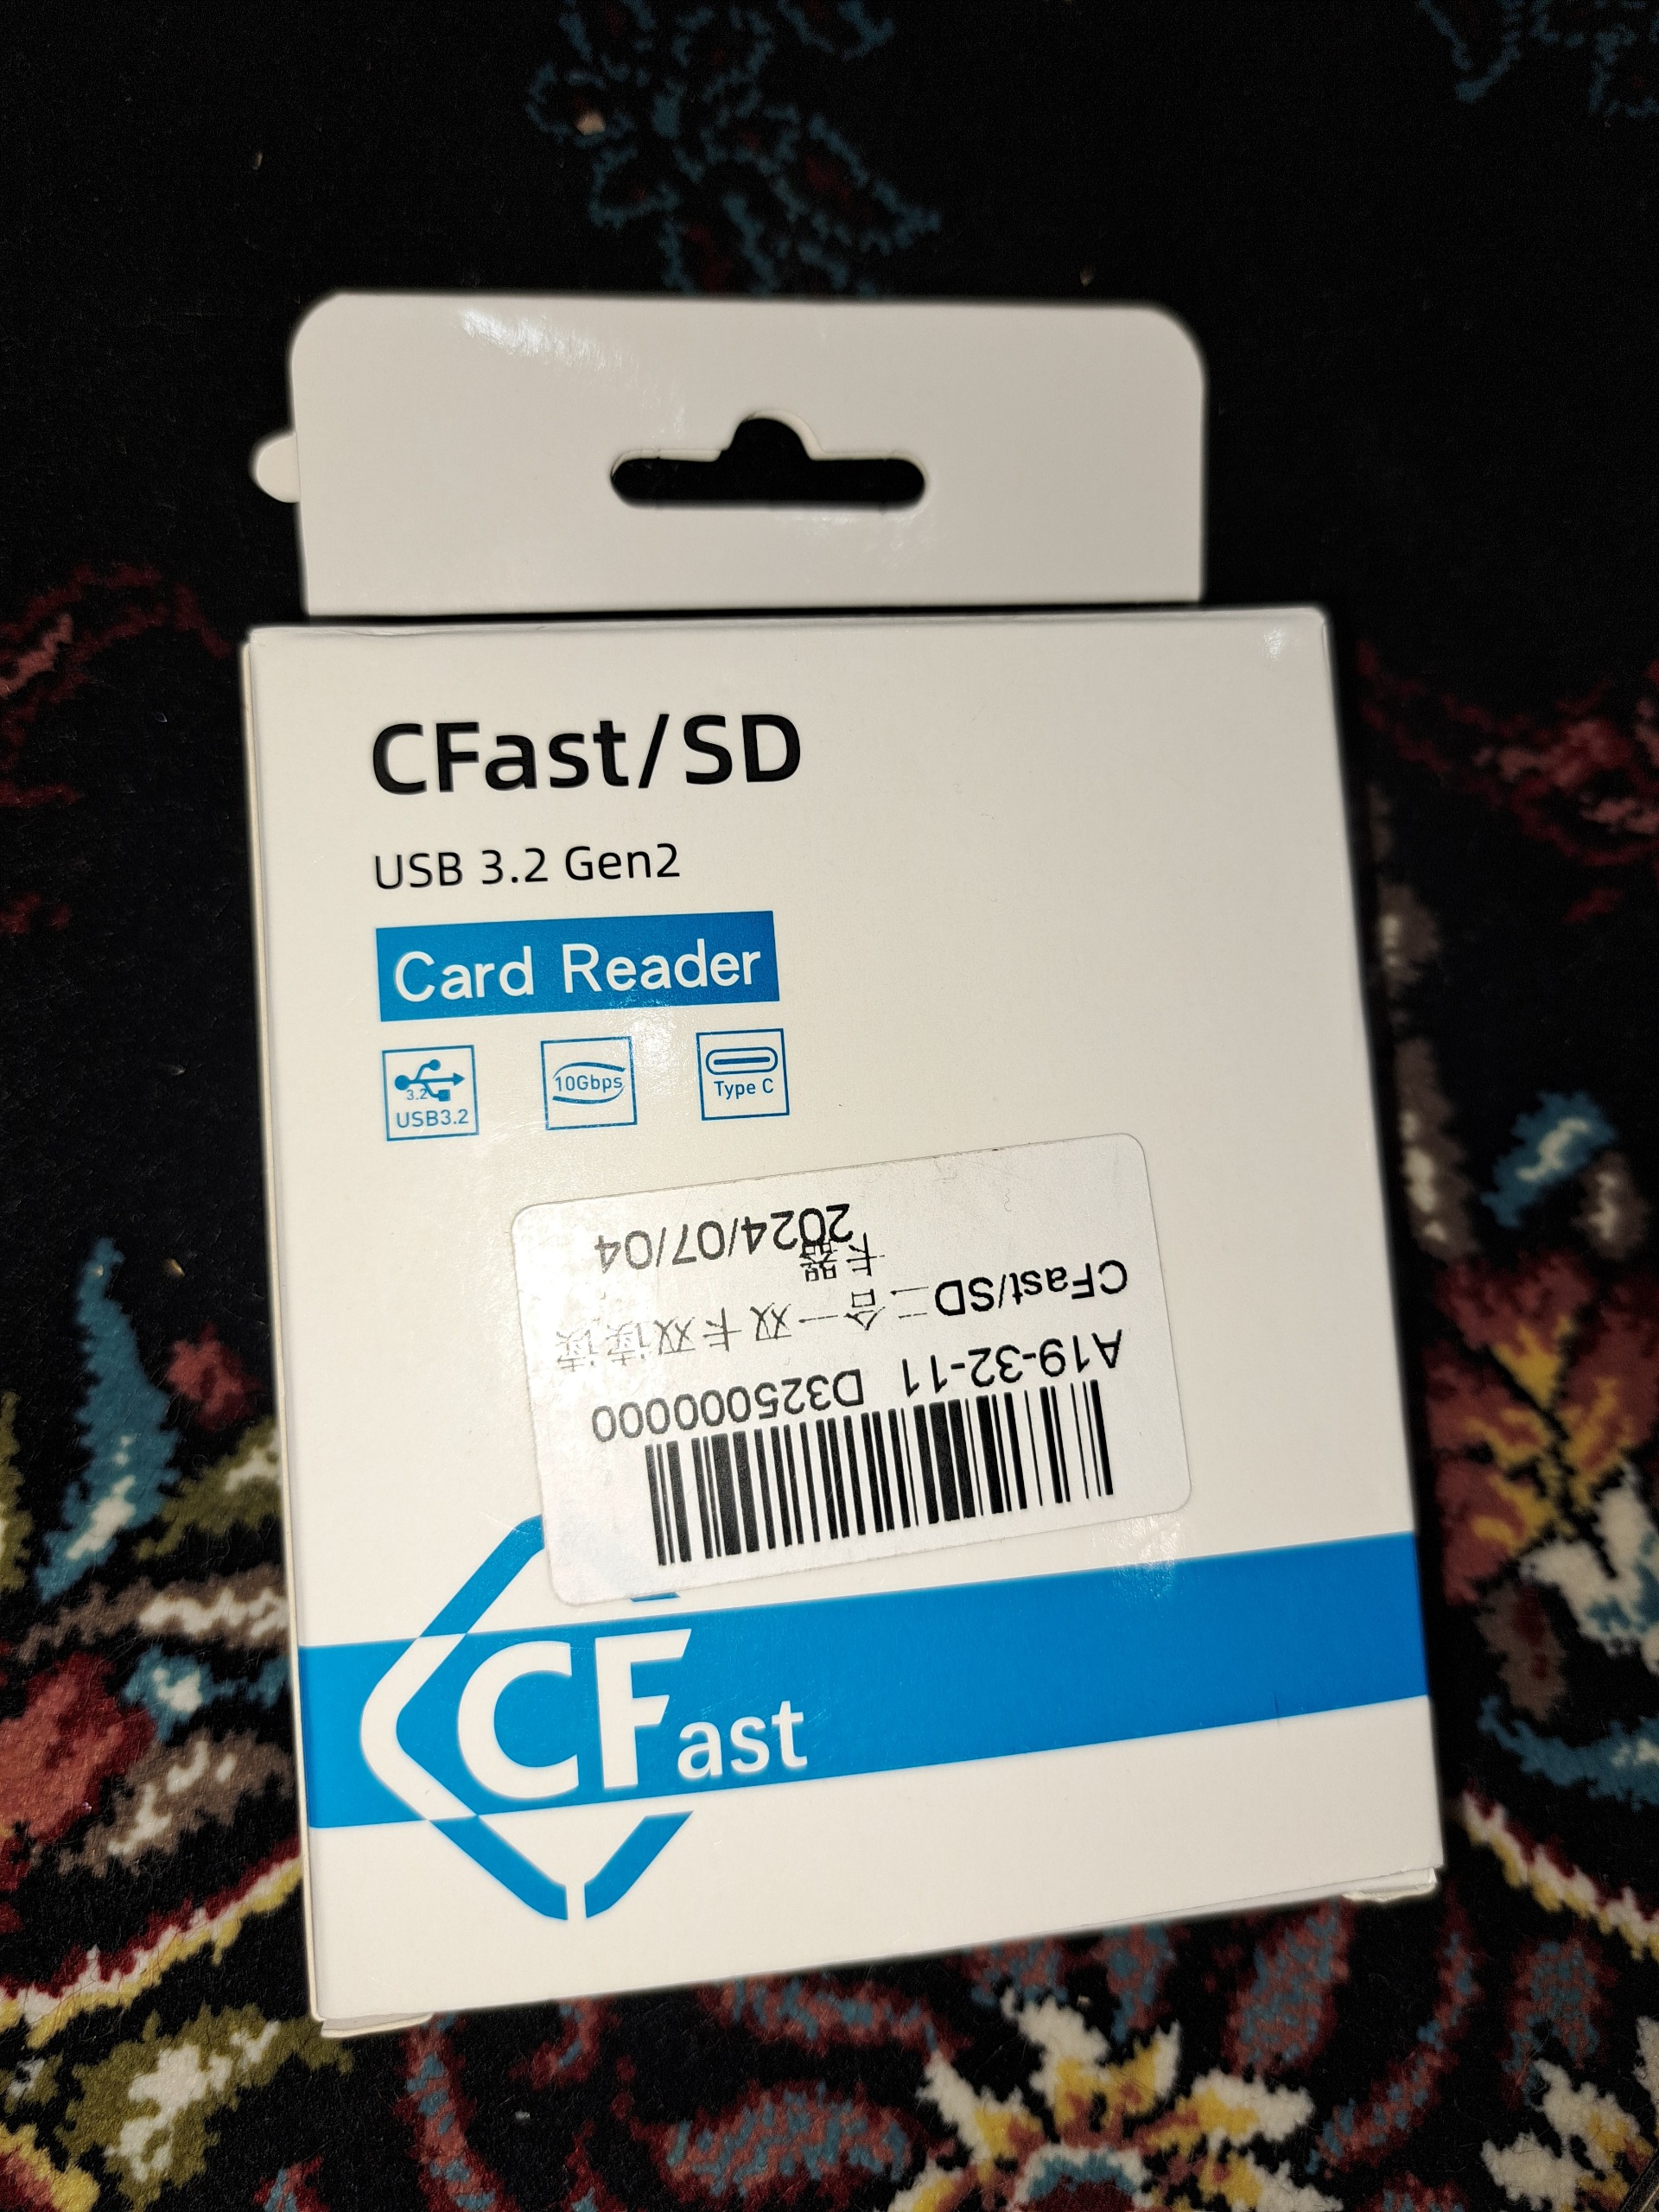 CFast/SD
USB 3.2 Gen2
Card Reader
3.2
USB3.2
10Gbps
Type C
A19-32-11 D325000000
CFast/SD二合一双卡双读读
卡器
2024/07/04
CFast